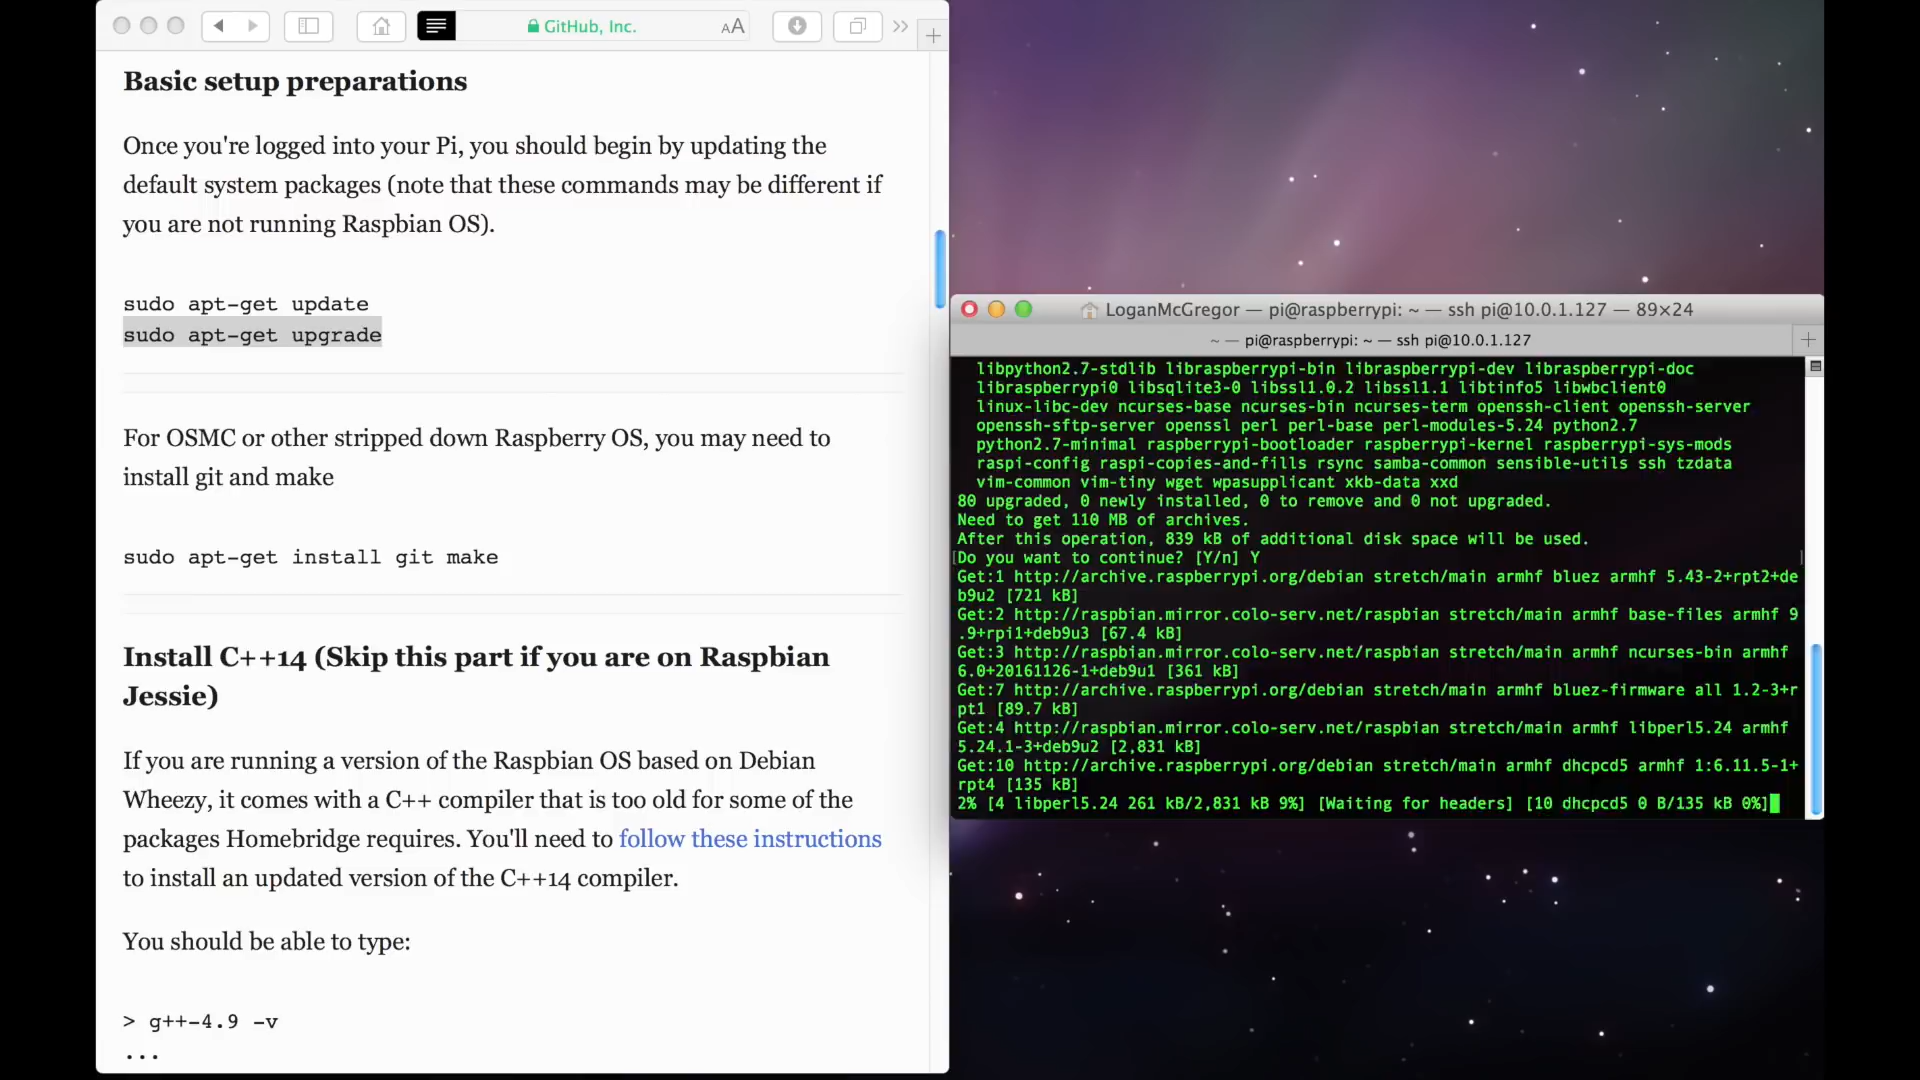 GitHub, Inc.
AA
Basic setup preparations
Once you're logged into your Pi, you should begin by updating the
default system packages (note that these commands may be different if
you are not running Raspbian OS).
sudo apt-get update
sudo apt-get upgrade
For OSMC or other stripped down Raspberry OS, you may need to
install git and make
sudo apt-get install git make
Install C++14 (Skip this part if you are on Raspbian
Jessie)
If you are running a version of the Raspbian OS based on Debian
Wheezy, it comes with a C++ compiler that is too old for some of the
packages Homebridge requires. You'll need to follow these instructions
to install an updated version of the C++14 compiler.
You should be able to type:
> g++-4.9 -v
...
LoganMcGregor — pi@raspberrypi: ~ — ssh pi@10.0.1.127 — 89×24
~ — pi@raspberrypi: ~ — ssh pi@10.0.1.127
libpython2.7-stdlib libraspberrypi-bin libraspberrypi-dev libraspberrypi-doc
libraspberrypi0 libsqlite3-0 libssl1.0.2 libssl1.1 libtinfo5 libwbclient0
linux-libc-dev ncurses-base ncurses-bin ncurses-term openssh-client openssh-server
openssh-sftp-server openssl perl perl-base perl-modules-5.24 python2.7
python2.7-minimal raspberrypi-bootloader raspberrypi-kernel raspberrypi-sys-mods
raspi-config raspi-copies-and-fills rsync samba-common sensible-utils ssh tzdata
vim-common vim-tiny wget wpasupplicant xkb-data xxd
80 upgraded, 0 newly installed, 0 to remove and 0 not upgraded.
Need to get 110 MB of archives.
After this operation, 839 kB of additional disk space will be used.
[Do you want to continue? [Y/n] Y ]
Get:1 http://archive.raspberrypi.org/debian stretch/main armhf bluez armhf 5.43-2+rpt2+de
b9u2 [721 kB]
Get:2 http://raspbian.mirror.colo-serv.net/raspbian stretch/main armhf base-files armhf 9
.9+rpi1+deb9u3 [67.4 kB]
Get:3 http://raspbian.mirror.colo-serv.net/raspbian stretch/main armhf ncurses-bin armhf
6.0+20161126-1+deb9u1 [361 kB]
Get:7 http://archive.raspberrypi.org/debian stretch/main armhf bluez-firmware all 1.2-3+r
pt1 [89.7 kB]
Get:4 http://raspbian.mirror.colo-serv.net/raspbian stretch/main armhf libperl5.24 armhf
5.24.1-3+deb9u2 [2,831 kB]
Get:10 http://archive.raspberrypi.org/debian stretch/main armhf dhcpcd5 armhf 1:6.11.5-1+
rpt4 [135 kB]
2% [4 libperl5.24 261 kB/2,831 kB 9%] [Waiting for headers] [10 dhcpcd5 0 B/135 kB 0%]